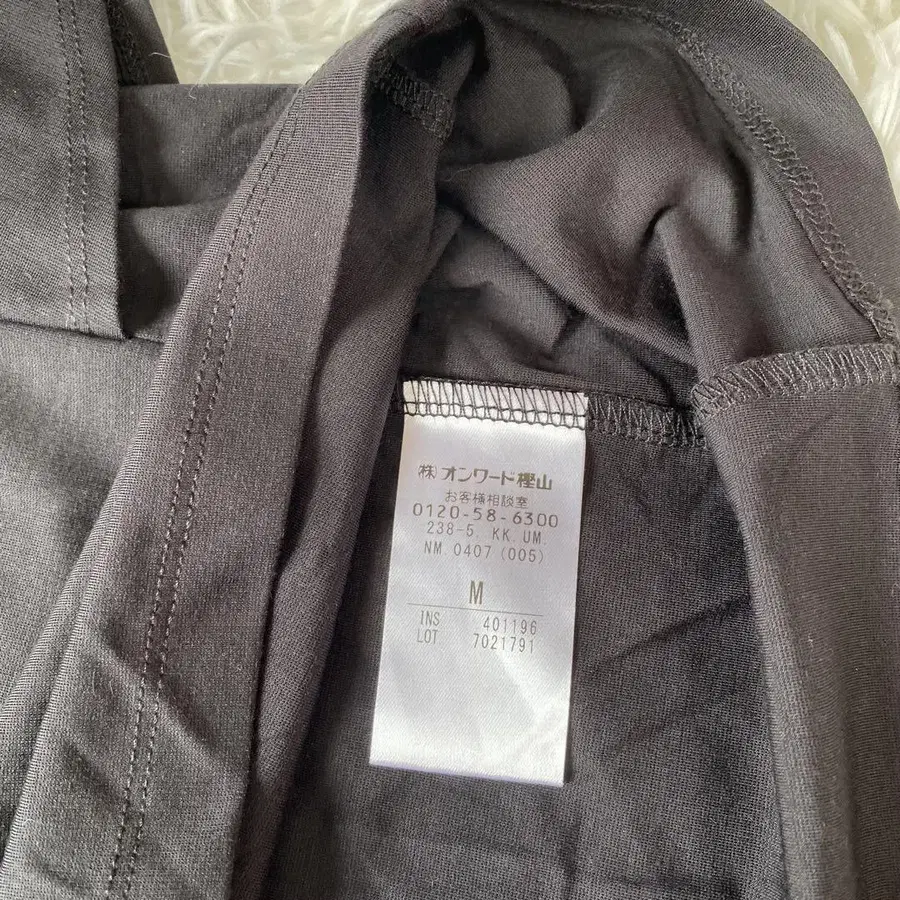 ㈱オンワード樫山
お客様相談室
0120-58-6300
238-5. KK. UM.
NM. 0407 (005)
M
INS 401196
LOT 7021791